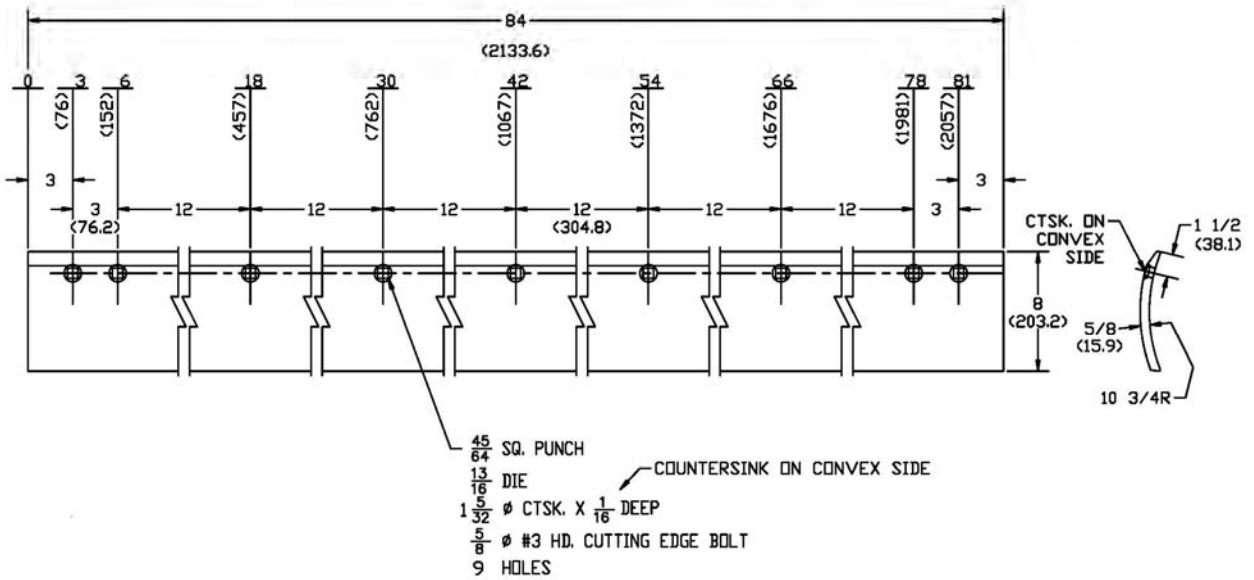 84
(2133.6)
0 3 6 18 30 42 54 66 78 81
(76) (152) (457) (762) (1067) (1372) (1676) (1981) (2057)
3 3
3 12 12 12 12 12 12 3
(76.2) (304.8)
CTSK. ON
CONVEX
SIDE
1 1/2
(38.1)
8
(203.2)
5/8
(15.9)
10 3/4R
45/64 SQ. PUNCH
13/16 DIE
COUNTERSINK ON CONVEX SIDE
1 5/32 ø CTSK. X 1/16 DEEP
5/8 ø #3 HD. CUTTING EDGE BOLT
9 HOLES